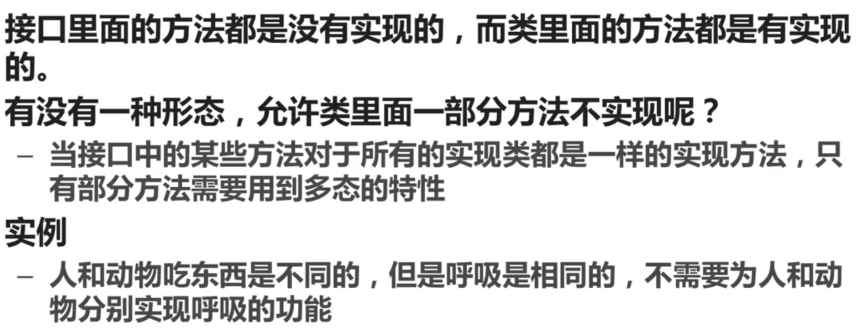 接口里面的方法都是没有实现的，而类里面的方法都是有实现
的。
有没有一种形态，允许类里面一部分方法不实现呢？
– 当接口中的某些方法对于所有的实现类都是一样的实现方法，只
有部分方法需要用到多态的特性
实例
– 人和动物吃东西是不同的，但是呼吸是相同的，不需要为人和动
物分别实现呼吸的功能